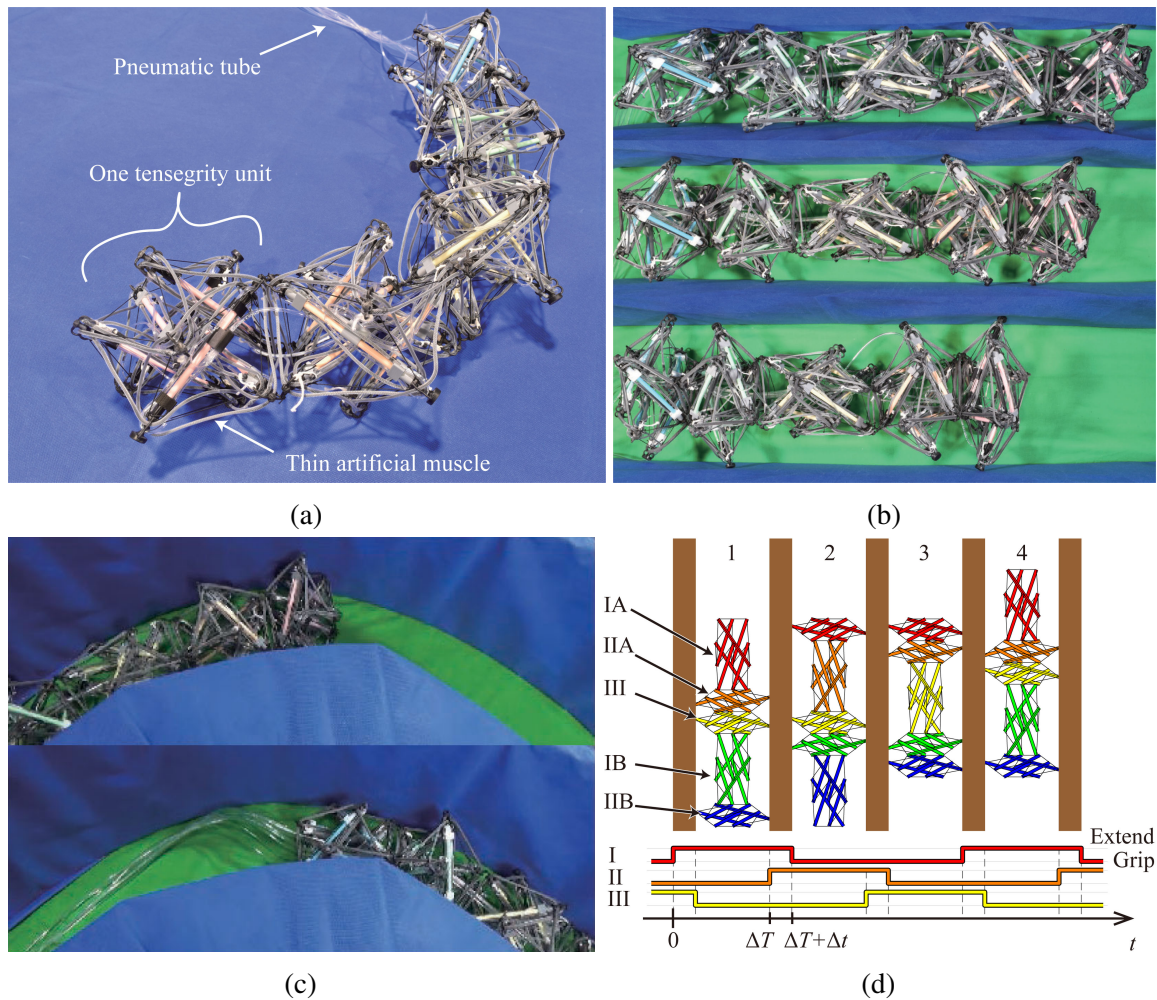 Pneumatic tube
One tensegrity unit
Thin artificial muscle
(a)
(b)
(c)
1 2 3 4
IA
IIA
III
IB
IIB
I
II
III
Extend
Grip
0 ΔT ΔT+Δt t
(d)